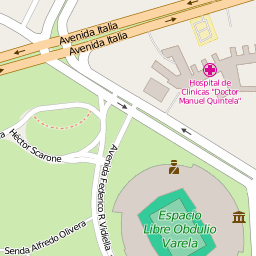 Avenida Italia
Avenida Italia
Hospital de
Clínicas "Doctor
Manuel Quintela"
Héctor Scarone
Avenida Federico R Vidiella
Espacio
Libre Obdulio
Varela
Senda Alfredo Olivera